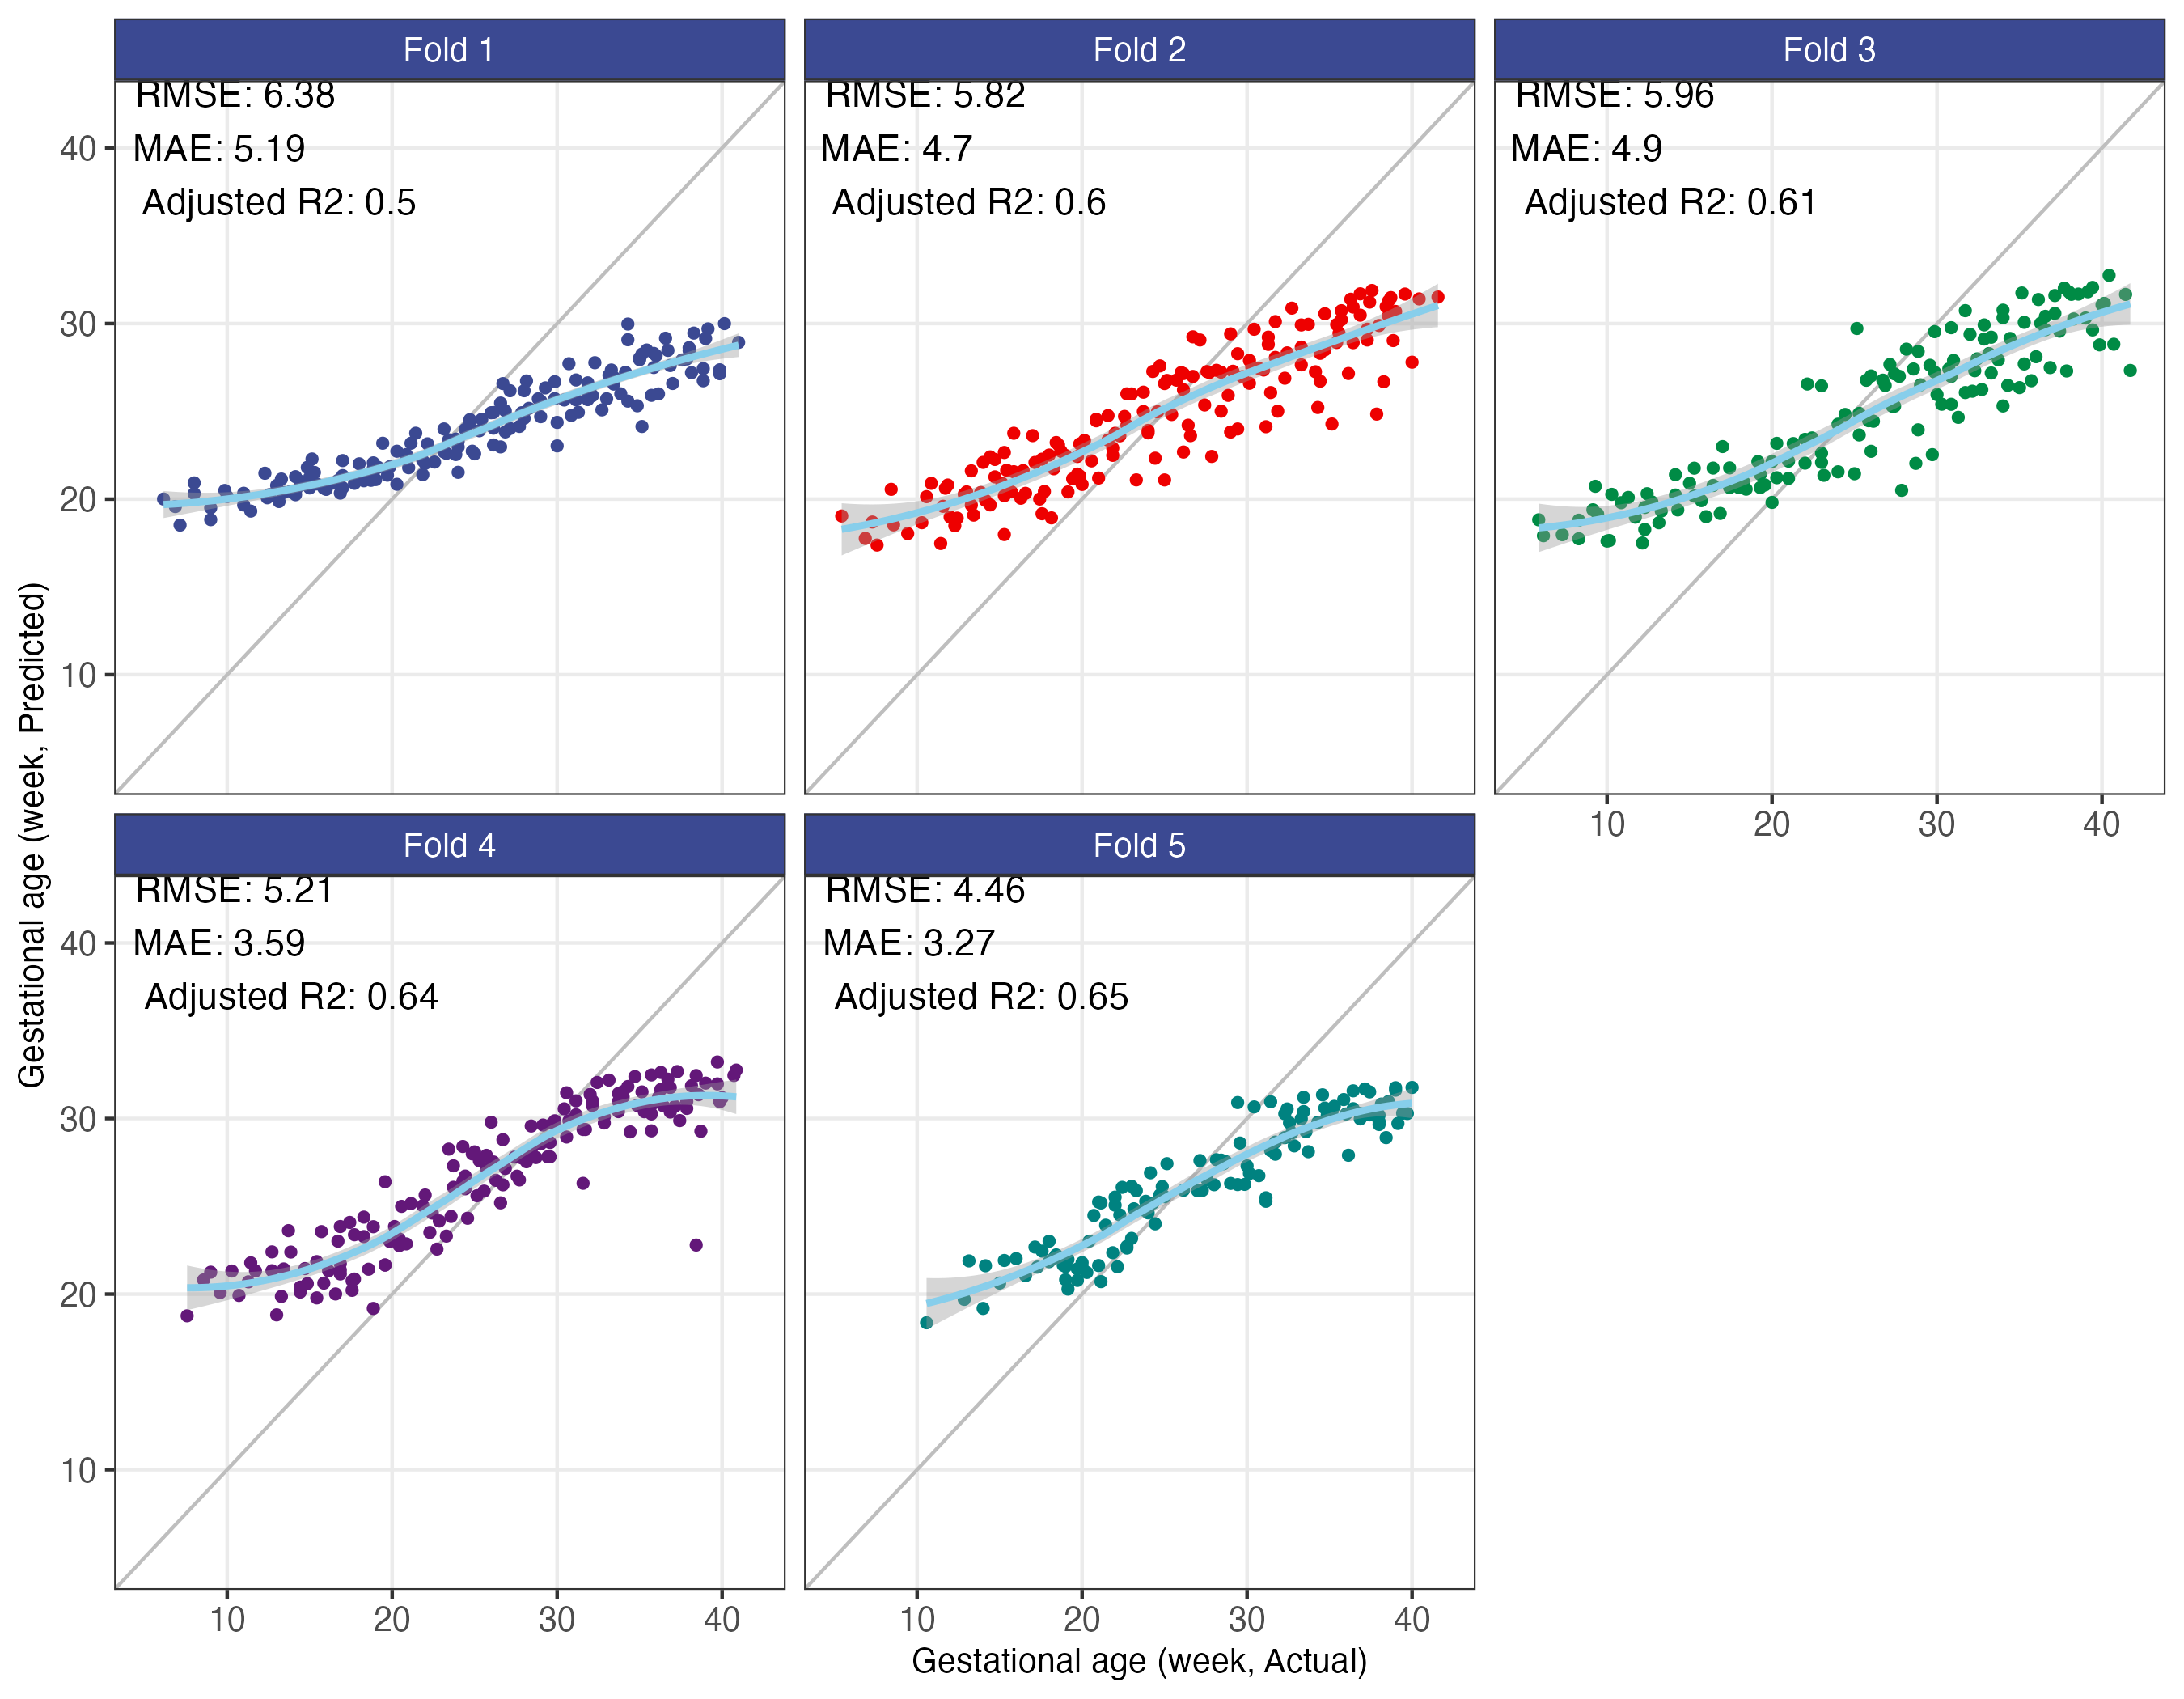 Fold 1
RMSE: 6.38
MAE: 5.19
Adjusted R2: 0.5
Fold 2
RMSE: 5.82
MAE: 4.7
Adjusted R2: 0.6
Fold 3
RMSE: 5.96
MAE: 4.9
Adjusted R2: 0.61
40
30
20
10
10 20 30 40
Fold 4
RMSE: 5.21
MAE: 3.59
Adjusted R2: 0.64
Fold 5
RMSE: 4.46
MAE: 3.27
Adjusted R2: 0.65
40
30
20
10
10 20 30 40
10 20 30 40
Gestational age (week, Predicted)
Gestational age (week, Actual)